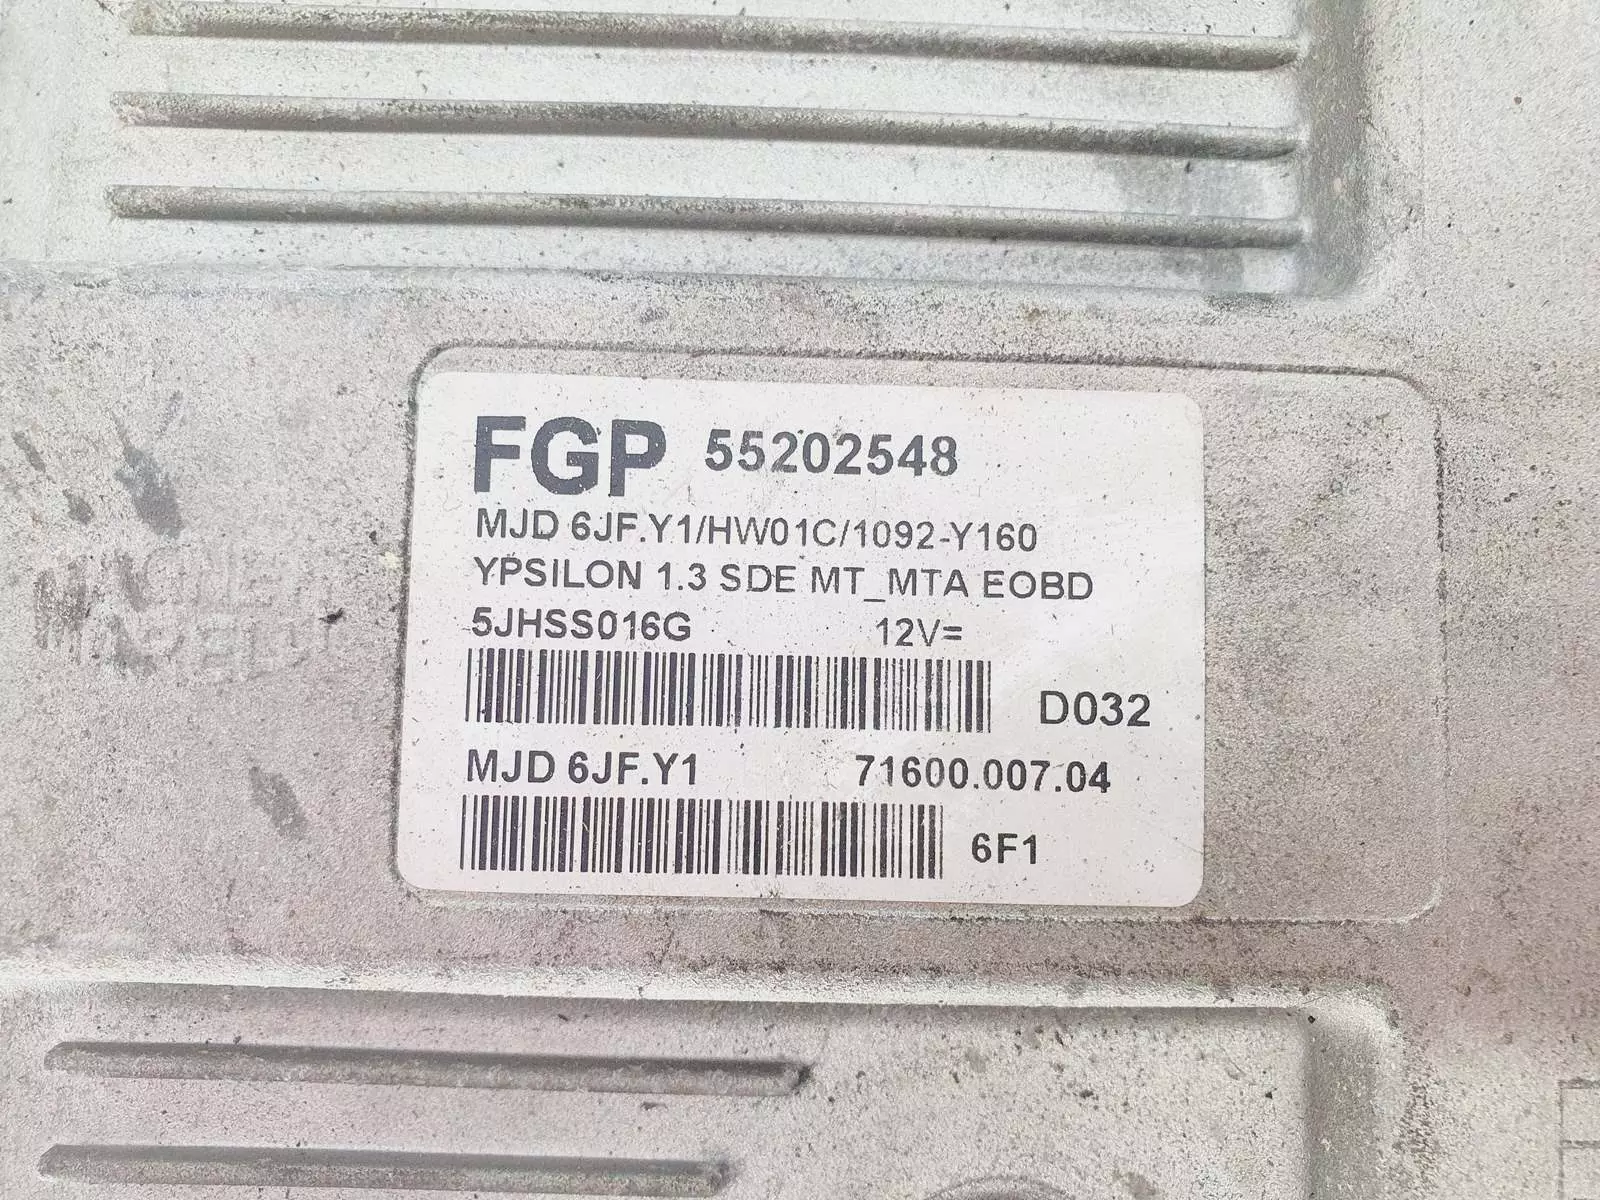 FGP 55202548
MJD 6JF.Y1/HW01C/1092-Y160
YPSILON 1.3 SDE MT_MTA EOBD
5JHSS016G 12V=
D032
MJD 6JF.Y1 71600.007.04
6F1